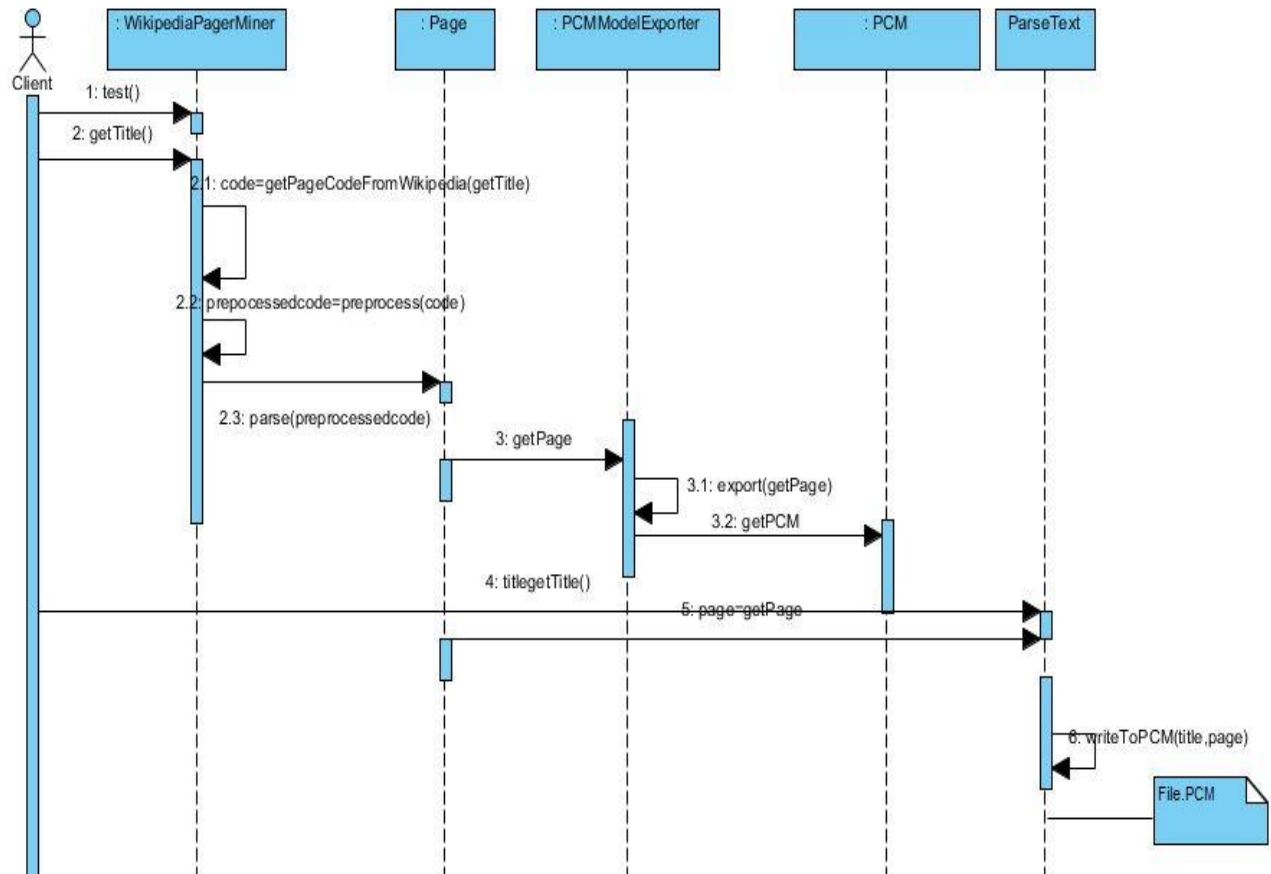 : WikipediaPagerMiner
: Page
: PCMModelExporter
: PCM
ParseText
Client
1: test()
2: getTitle()
2.1: code=getPageCodeFromWikipedia(getTitle)
2.2: prepocessedcode=preprocess(code)
2.3: parse(preprocessedcode)
3: getPage
3.1: export(getPage)
3.2: getPCM
4: titlegetTitle()
5: page=getPage
6: writeToPCM(title,page)
File.PCM